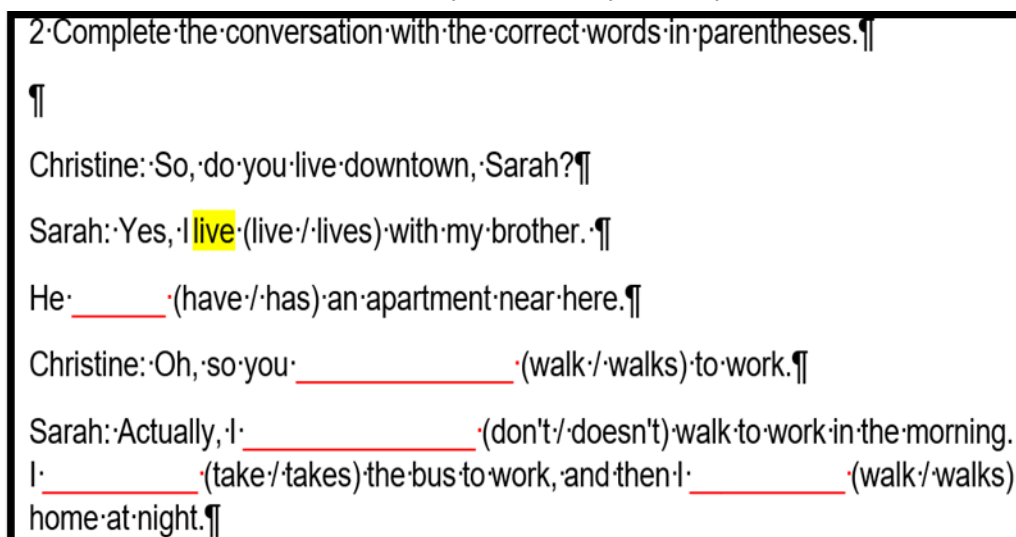 2·Complete·the·conversation·with·the·correct·words·in·parentheses.¶
¶
Christine:·So,·do·you·live·downtown,·Sarah?¶
Sarah:·Yes,·I live·(live·/·lives)·with·my·brother.·¶
He·______·(have·/·has)·an·apartment·near·here.¶
Christine:·Oh,·so·you·______________·(walk·/·walks)·to·work.¶
Sarah:·Actually,·I·_______________·(don't·/·doesn't)·walk·to·work·in·the·morning.
I·__________·(take·/·takes)·the·bus·to·work,·and·then·I·__________·(walk·/·walks)
home·at·night.¶